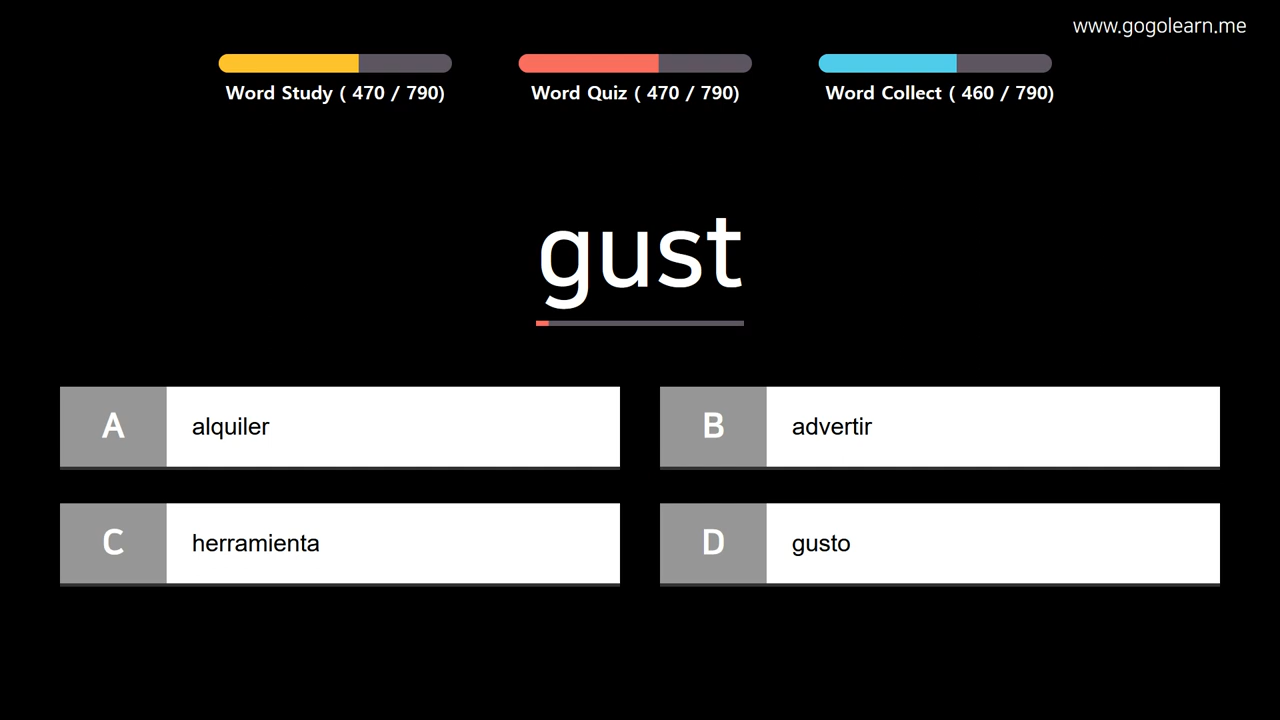 www.gogolearn.me
Word Study ( 470 / 790)
Word Quiz ( 470 / 790)
Word Collect ( 460 / 790)
gust
A alquiler
B advertir
C herramienta
D gusto